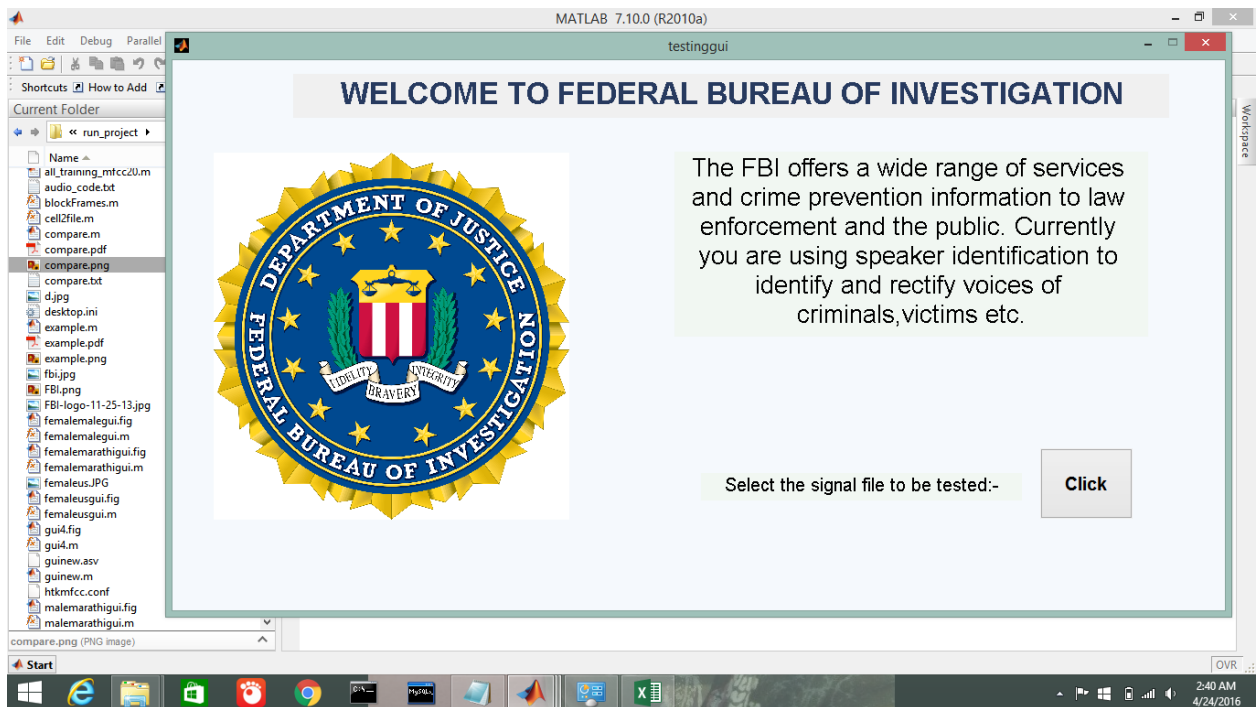 MATLAB 7.10.0 (R2010a)
File Edit Debug Parallel
testinggui
Shortcuts How to Add
Current Folder
« run_project
Name
all_training_mfcc20.m
audio_code.txt
blockFrames.m
cell2file.m
compare.m
compare.pdf
compare.png
compare.txt
d.jpg
desktop.ini
example.m
example.pdf
example.png
fbi.jpg
FBI.png
FBI-logo-11-25-13.jpg
femalemalegui.fig
femalemalegui.m
femalemarathigui.fig
femalemarathigui.m
femaleus.JPG
femaleusgui.fig
femaleusgui.m
gui4.fig
gui4.m
guinew.asv
guinew.m
htkmfcc.conf
malemarathigui.fig
malemarathigui.m
compare.png (PNG image)
WELCOME TO FEDERAL BUREAU OF INVESTIGATION
DEPARTMENT OF JUSTICE
FEDERAL BUREAU OF INVESTIGATION
FIDELITY BRAVERY INTEGRITY
The FBI offers a wide range of services
and crime prevention information to law
enforcement and the public. Currently
you are using speaker identification to
identify and rectify voices of
criminals,victims etc.
Select the signal file to be tested:-
Click
Workspace
Start
OVR
2:40 AM
4/24/2016